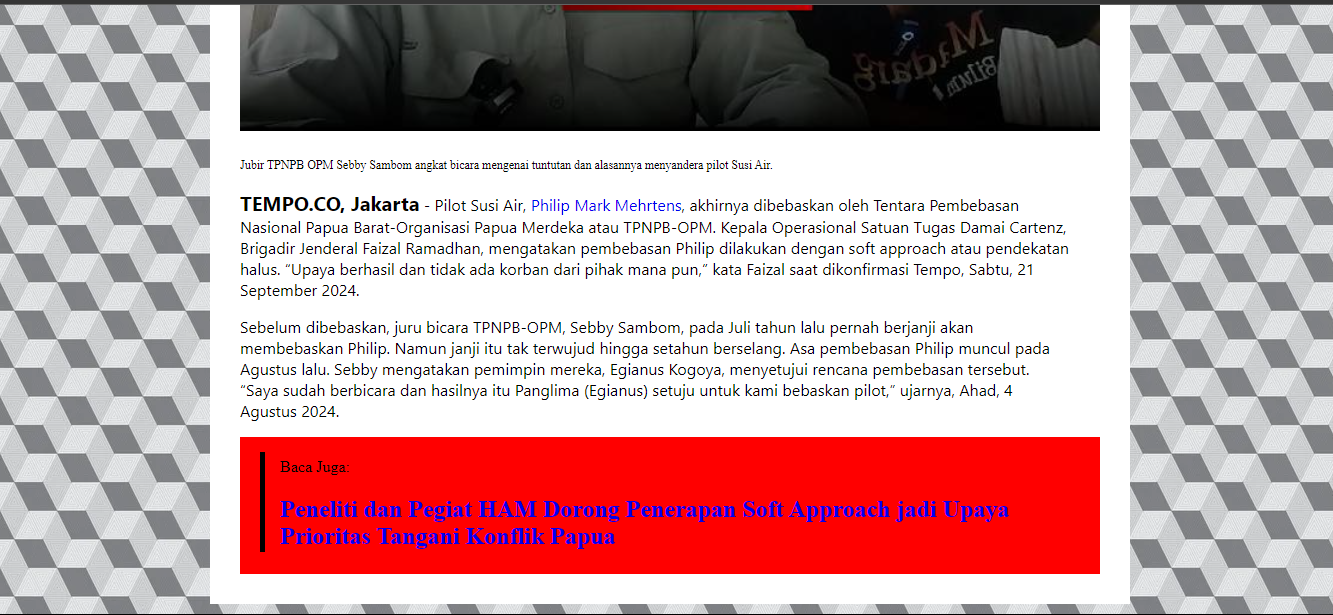 Jubir TPNPB OPM Sebby Sambom angkat bicara mengenai tuntutan dan alasannya menyandera pilot Susi Air.
TEMPO.CO, Jakarta - Pilot Susi Air, Philip Mark Mehrtens, akhirnya dibebaskan oleh Tentara Pembebasan
Nasional Papua Barat-Organisasi Papua Merdeka atau TPNPB-OPM. Kepala Operasional Satuan Tugas Damai Cartenz,
Brigadir Jenderal Faizal Ramadhan, mengatakan pembebasan Philip dilakukan dengan soft approach atau pendekatan
halus. “Upaya berhasil dan tidak ada korban dari pihak mana pun,” kata Faizal saat dikonfirmasi Tempo, Sabtu, 21
September 2024.
Sebelum dibebaskan, juru bicara TPNPB-OPM, Sebby Sambom, pada Juli tahun lalu pernah berjanji akan
membebaskan Philip. Namun janji itu tak terwujud hingga setahun berselang. Asa pembebasan Philip muncul pada
Agustus lalu. Sebby mengatakan pemimpin mereka, Egianus Kogoya, menyetujui rencana pembebasan tersebut.
“Saya sudah berbicara dan hasilnya itu Panglima (Egianus) setuju untuk kami bebaskan pilot,” ujarnya, Ahad, 4
Agustus 2024.
Baca Juga:
Peneliti dan Pegiat HAM Dorong Penerapan Soft Approach jadi Upaya
Prioritas Tangani Konflik Papua